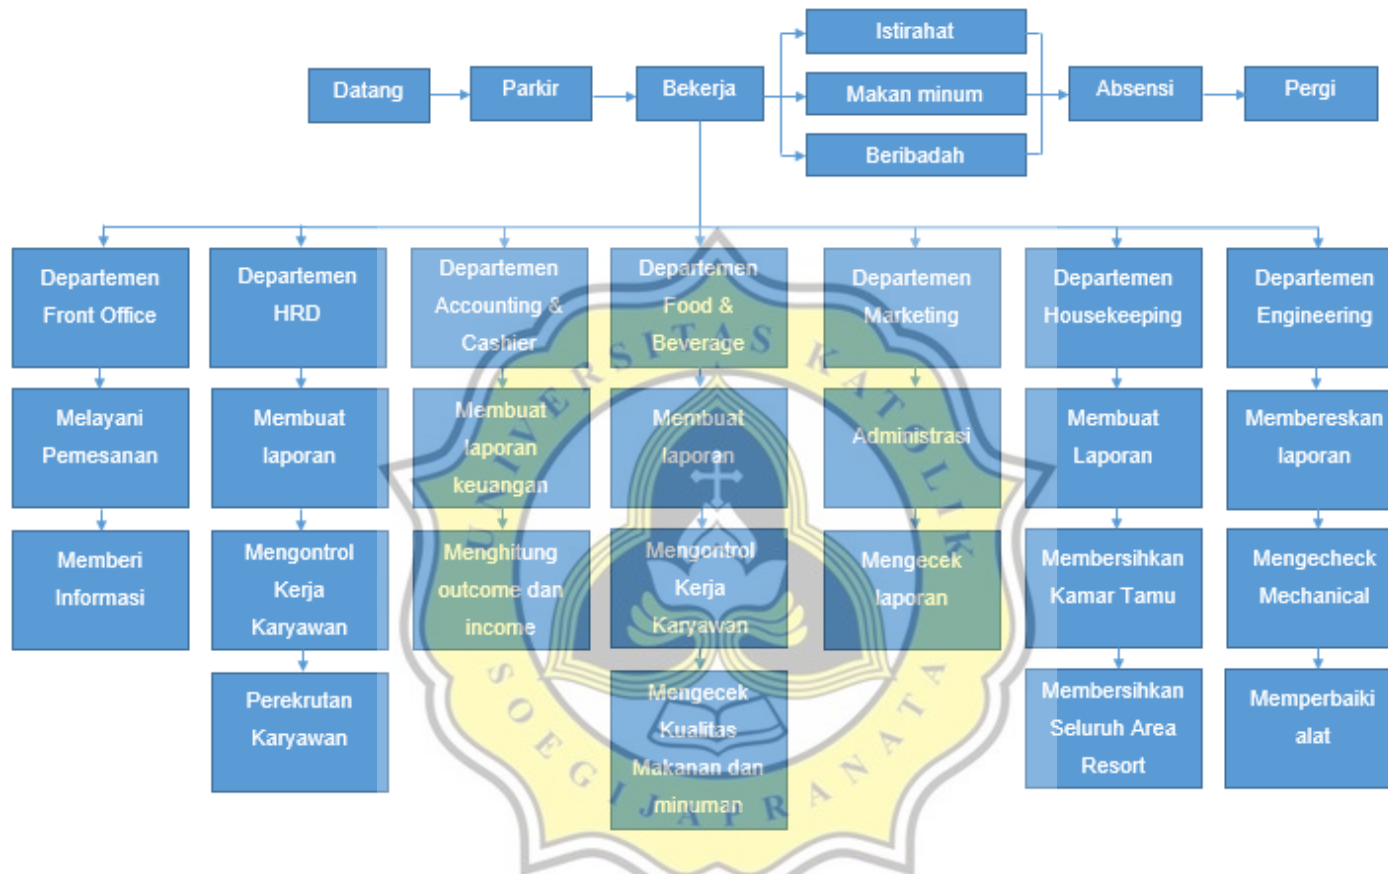 Istirahat
Datang
Parkir
Bekerja
Makan minum
Absensi
Pergi
Beribadah
Departemen
Front Office
Departemen
HRD
Departemen
Accounting &
Cashier
Departemen
Food &
Beverage
Departemen
Marketing
Departemen
Housekeeping
Departemen
Engineering
Melayani
Pemesanan
Membuat
laporan
Membuat
laporan
keuangan
Membuat
laporan
Administrasi
Membuat
Laporan
Membereskan
laporan
Memberi
Informasi
Mengontrol
Kerja
Karyawan
Menghitung
outcome dan
income
Mengontrol
Kerja
Karyawan
Mengecek
laporan
Membersihkan
Kamar Tamu
Mengecheck
Mechanical
Perekrutan
Karyawan
Mengecek
Kualitas
Makanan dan
minuman
Membersihkan
Seluruh Area
Resort
Memperbaiki
alat
UNIVERSITAS KATOLIK
SOEGIJAPRANATA